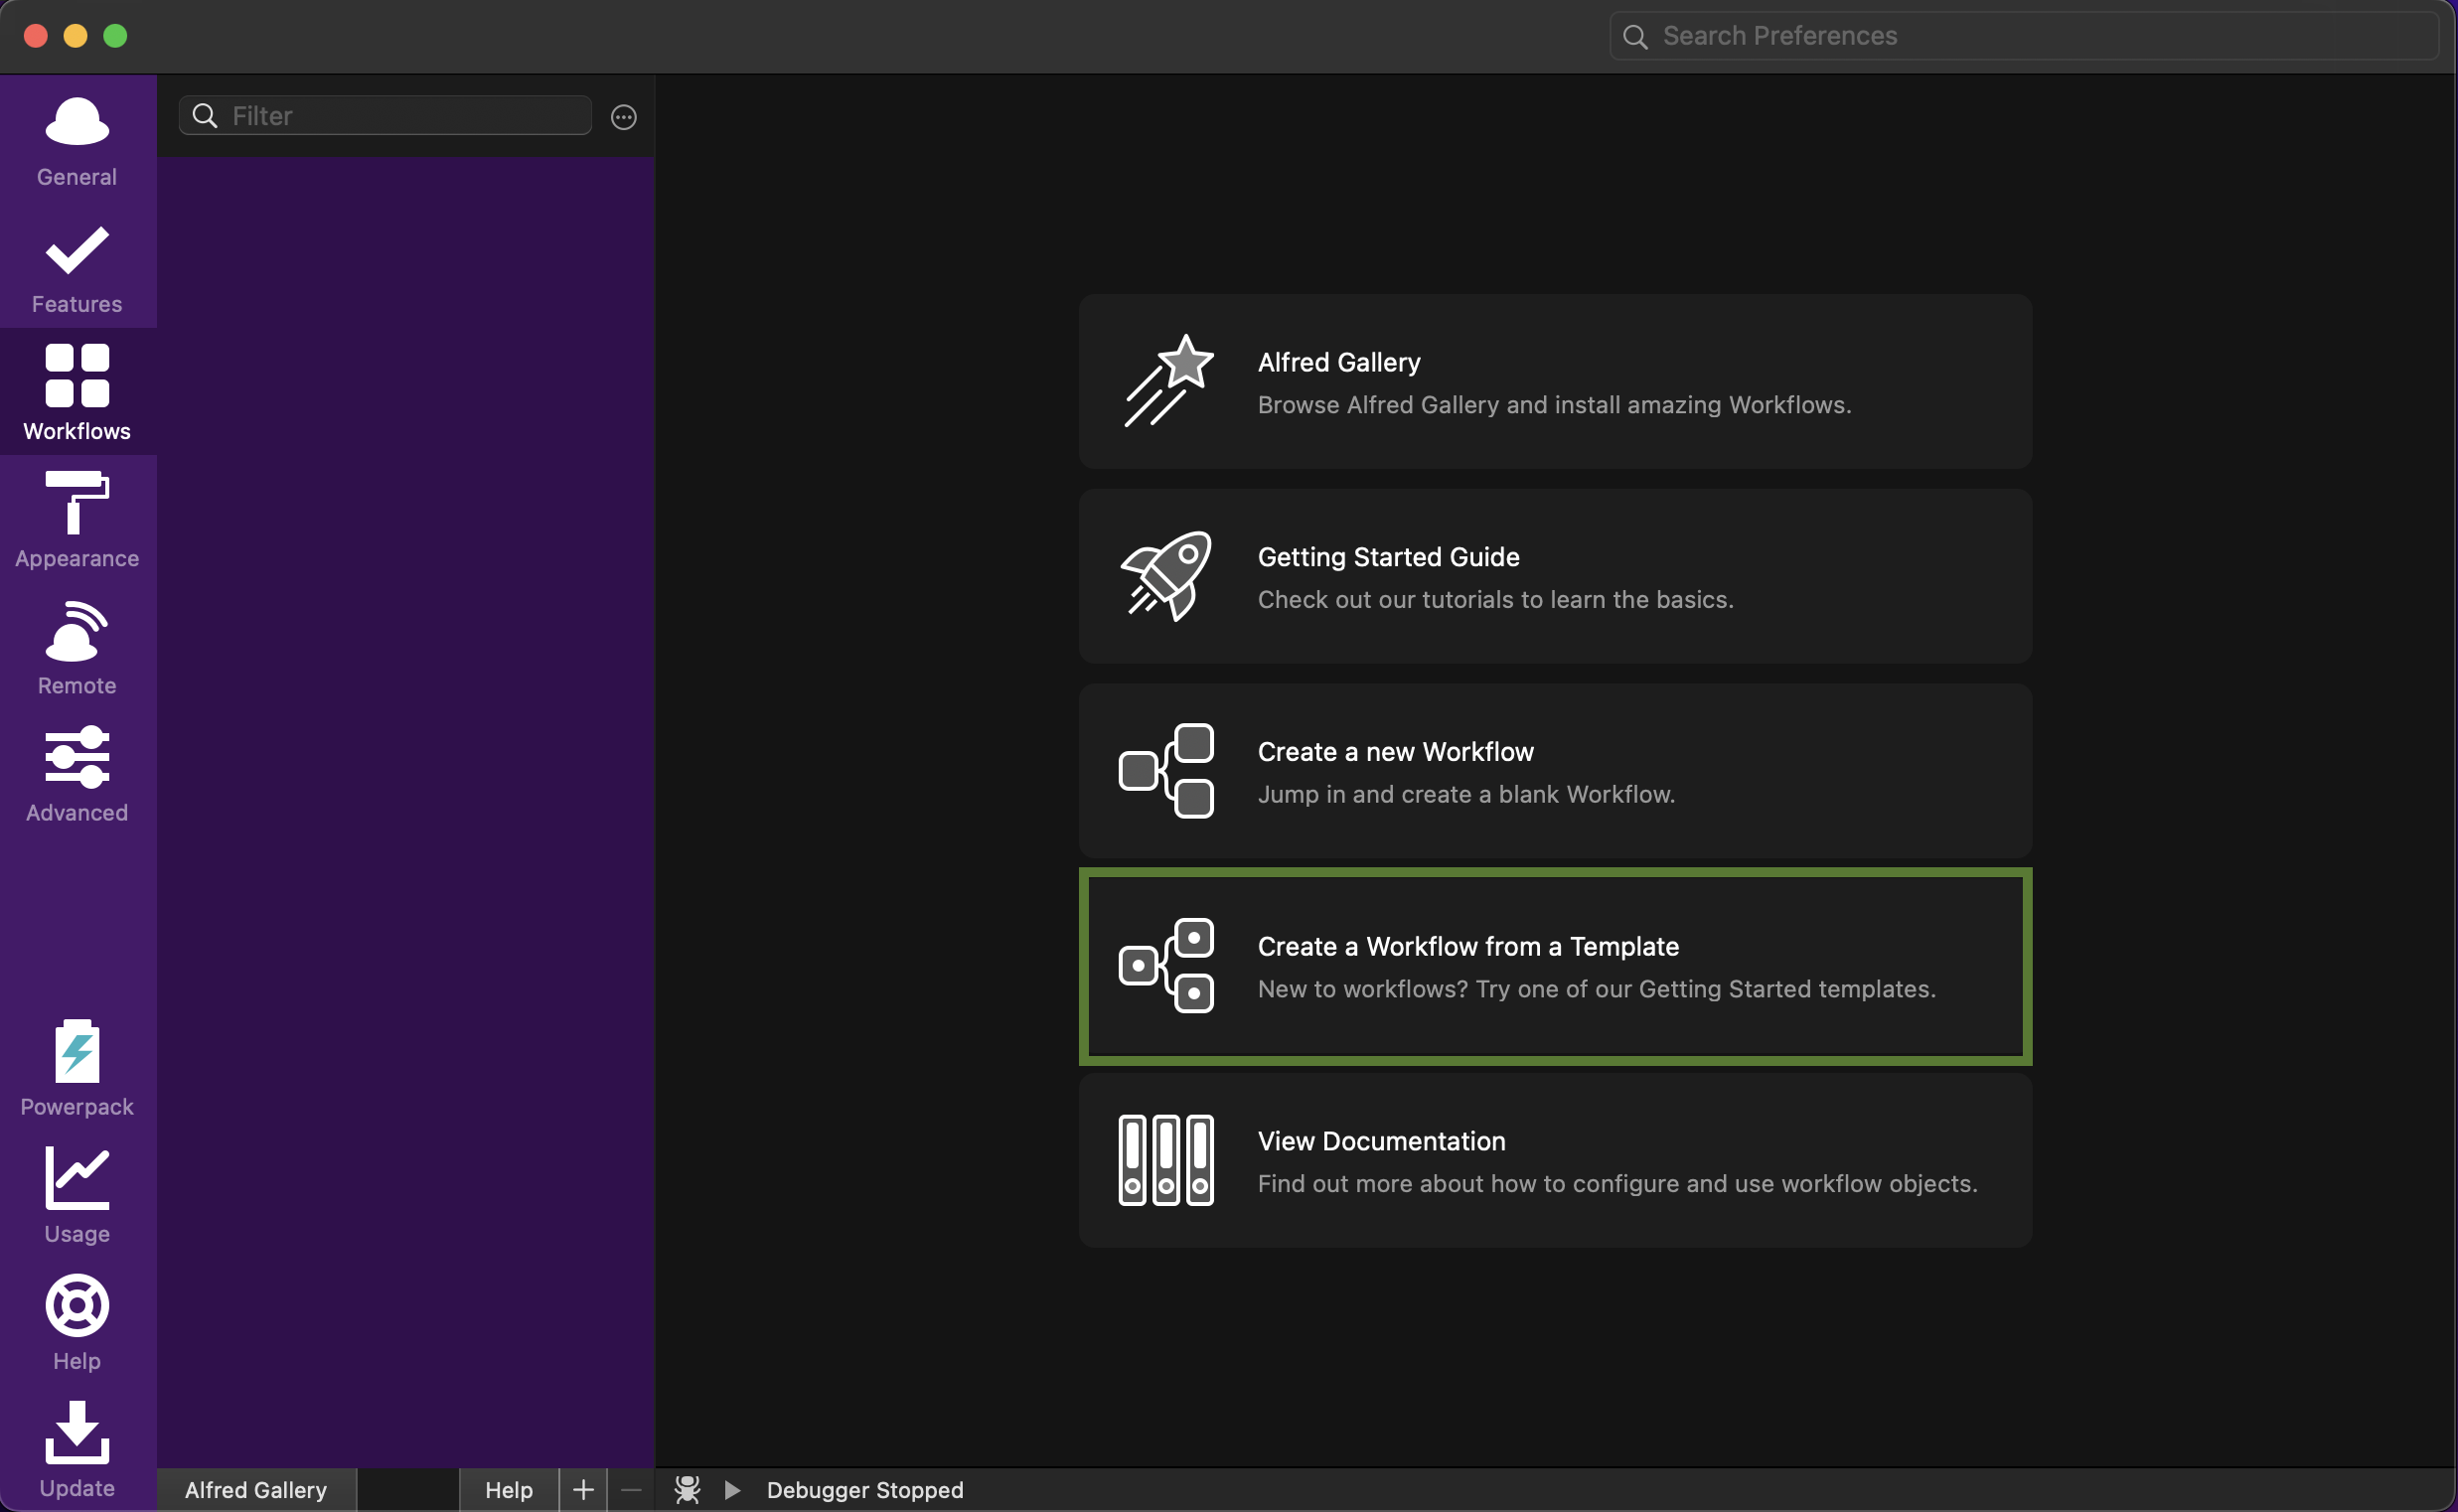 Search Preferences
Filter
General
Features
Workflows
Appearance
Remote
Advanced
Powerpack
Usage
Help
Update
Alfred Gallery
Browse Alfred Gallery and install amazing Workflows.
Getting Started Guide
Check out our tutorials to learn the basics.
Create a new Workflow
Jump in and create a blank Workflow.
Create a Workflow from a Template
New to workflows? Try one of our Getting Started templates.
View Documentation
Find out more about how to configure and use workflow objects.
Alfred Gallery
Help
Debugger Stopped